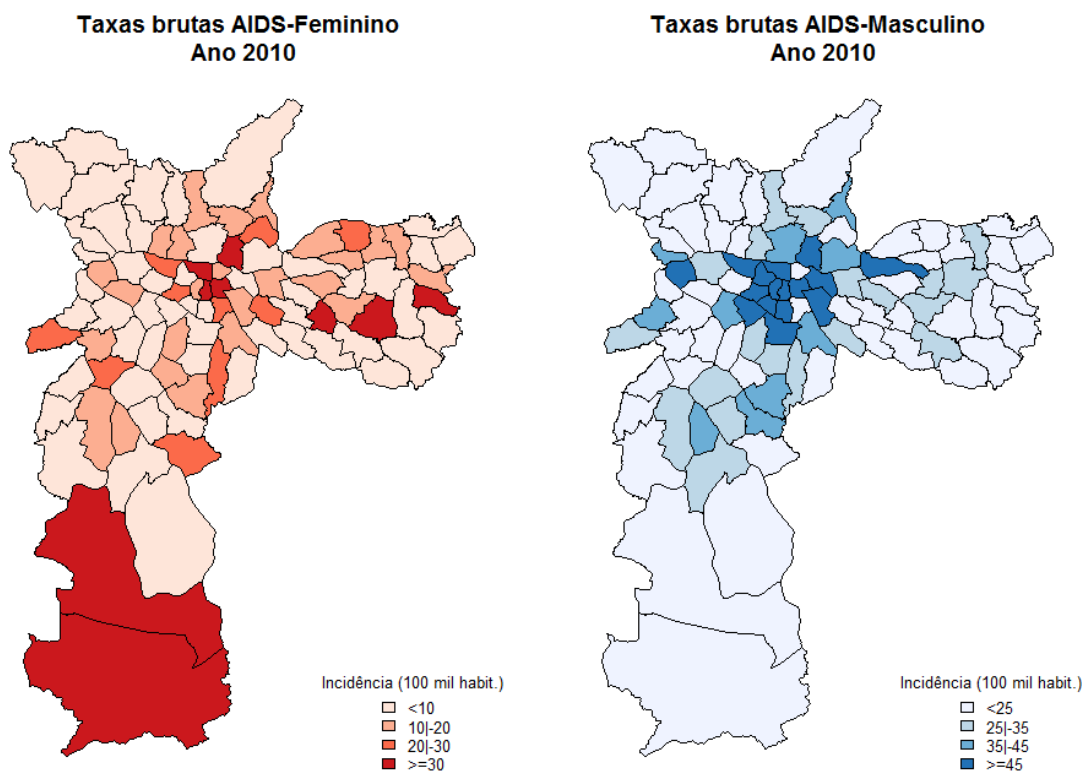 Taxas brutas AIDS-Feminino
Ano 2010
Incidência (100 mil habit.)
<10
10|-20
20|-30
>=30
Taxas brutas AIDS-Masculino
Ano 2010
Incidência (100 mil habit.)
<25
25|-35
35|-45
>=45